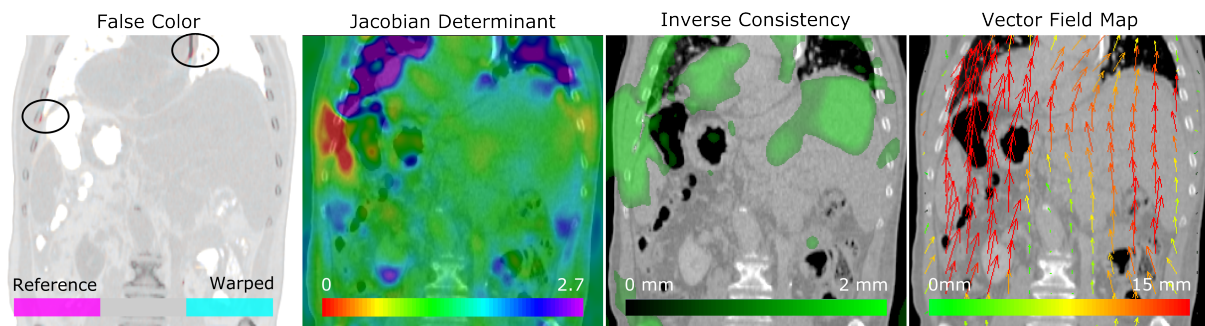 False Color
Jacobian Determinant
Inverse Consistency
Vector Field Map
Reference
Warped
0
2.7
0 mm
2 mm
0mm
15 mm